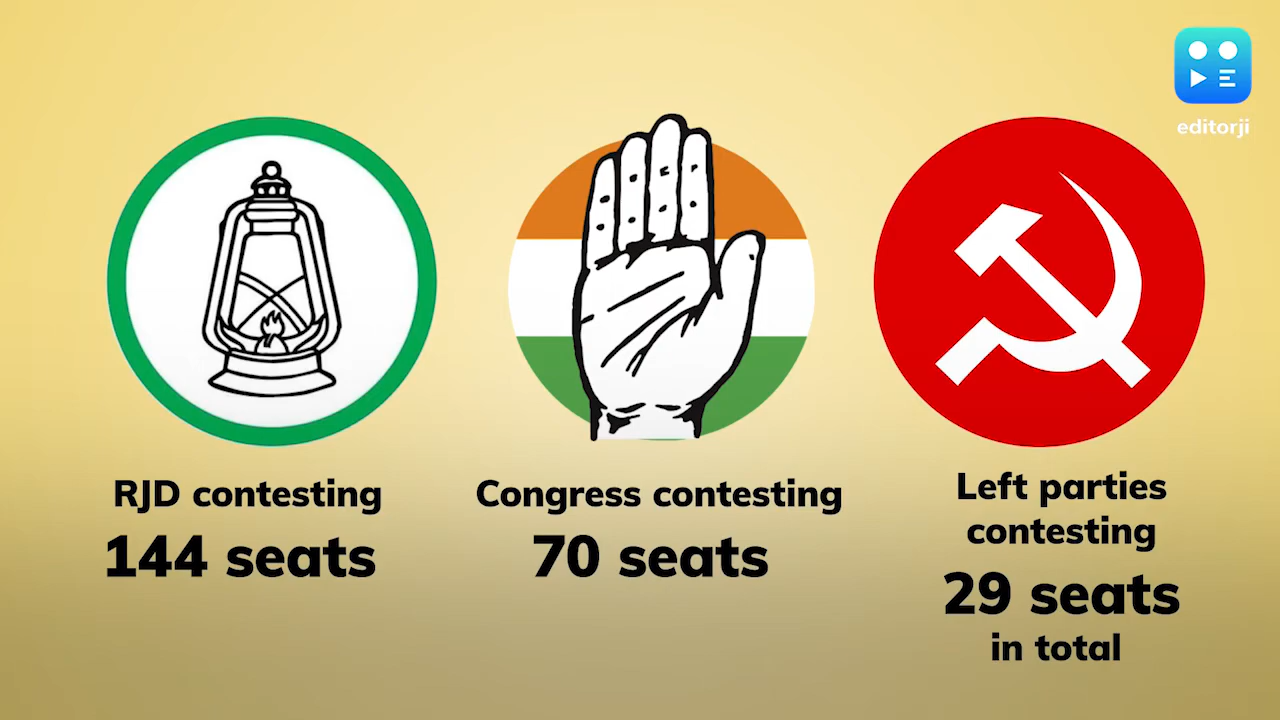 editorji
RJD contesting
144 seats
Congress contesting
70 seats
Left parties
contesting
29 seats
in total